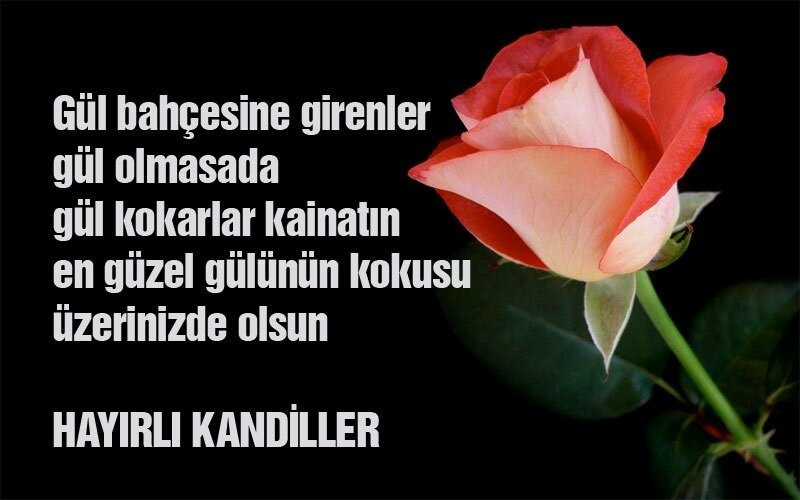 Gül bahçesine girenler
gül olmasada
gül kokarlar kainatın
en güzel gülünün kokusu
üzerinizde olsun
HAYIRLI KANDİLLER